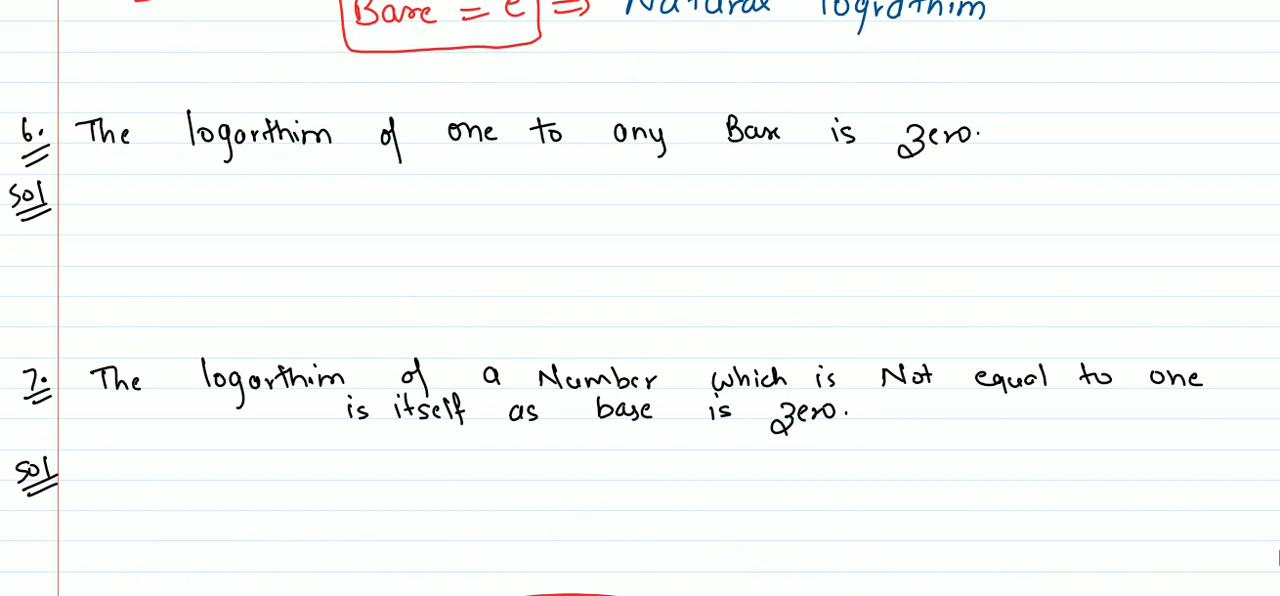 Base = e ⇒ Natural logrothim
6. The logorthim of one to any Base is Zero.
Sol
7. The logorthim of a Number which is Not equal to one
is itself as base is Zero.
Sol